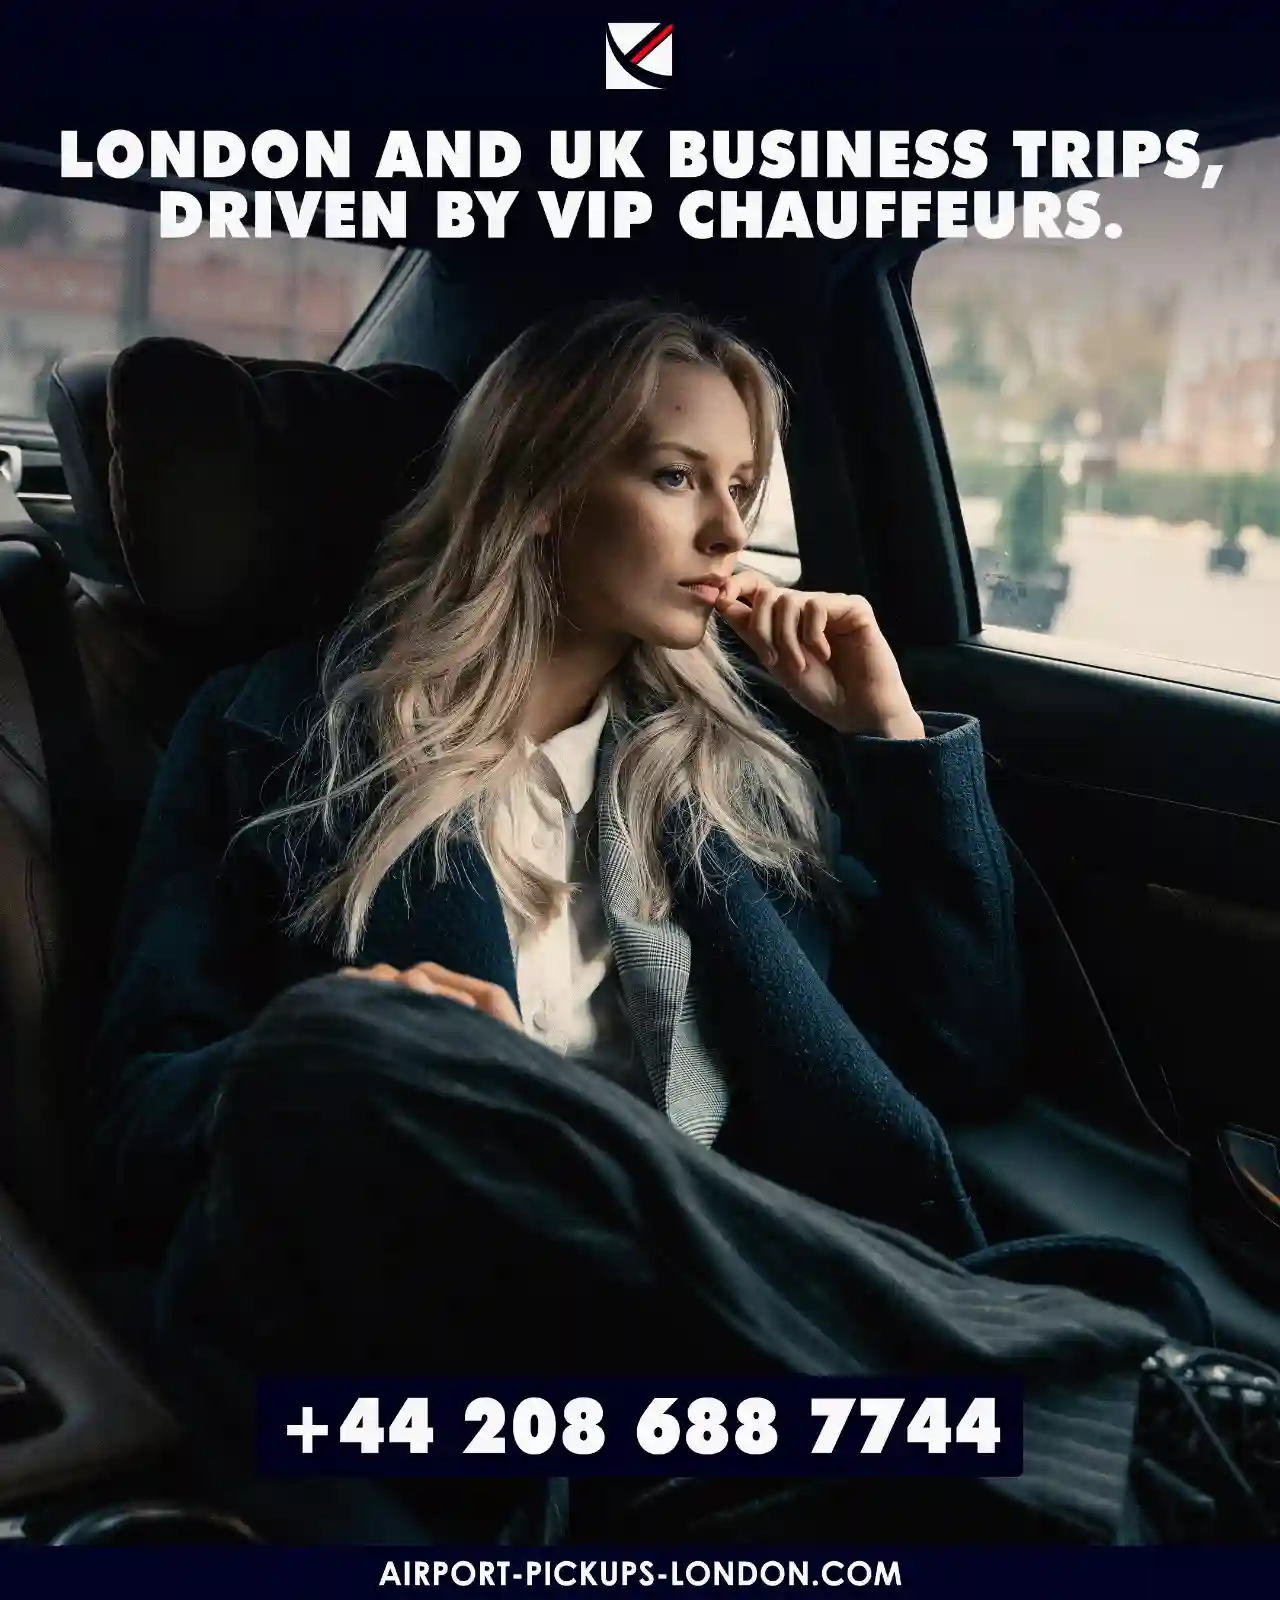 LONDON AND UK BUSINESS TRIPS,
DRIVEN BY VIP CHAUFFEURS.
+44 208 688 7744
AIRPORT-PICKUPS-LONDON.COM